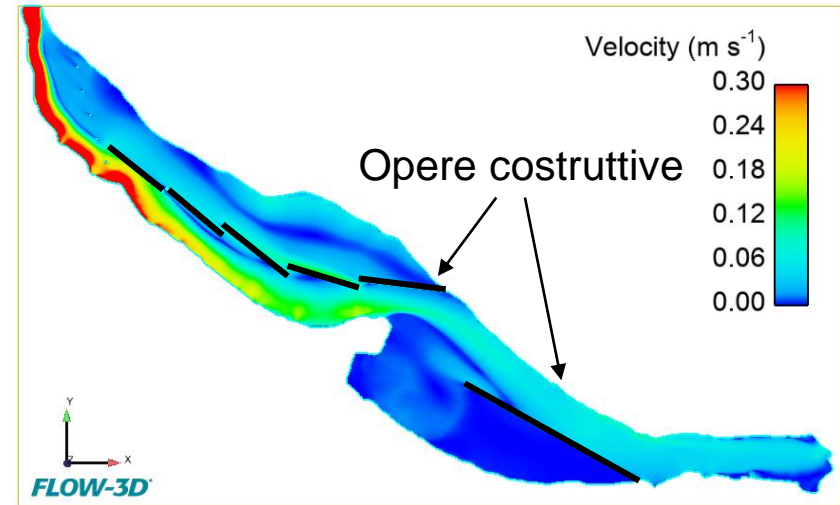 Velocity (m s-1)
0.30
0.24
0.18
0.12
0.06
0.00
Opere costruttive
Y
Z
X
FLOW-3D